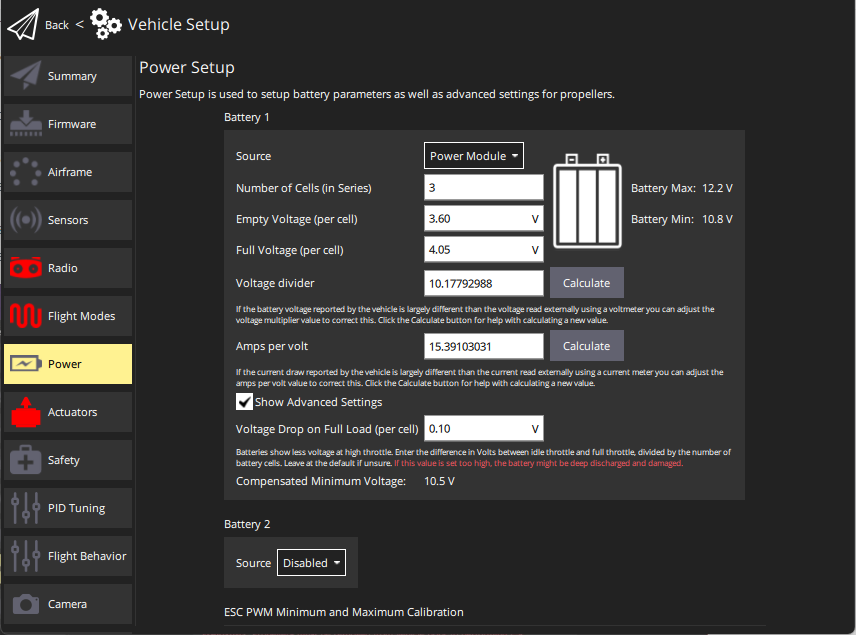 Back < Vehicle Setup
Summary
Firmware
Airframe
Sensors
Radio
Flight Modes
Power
Actuators
Safety
PID Tuning
Flight Behavior
Camera
Power Setup
Power Setup is used to setup battery parameters as well as advanced settings for propellers.
Battery 1
Source Power Module
Number of Cells (in Series) 3
Battery Max: 12.2 V
Empty Voltage (per cell) 3.60 V
Battery Min: 10.8 V
Full Voltage (per cell) 4.05 V
Voltage divider 10.17792988 Calculate
If the battery voltage reported by the vehicle is largely different than the voltage read externally using a voltmeter you can adjust the
voltage multiplier value to correct this. Click the Calculate button for help with calculating a new value.
Amps per volt 15.39103031 Calculate
If the current draw reported by the vehicle is largely different than the current read externally using a current meter you can adjust the
amps per volt value to correct this. Click the Calculate button for help with calculating a new value.
Show Advanced Settings
Voltage Drop on Full Load (per cell) 0.10 V
Batteries show less voltage at high throttle. Enter the difference in Volts between idle throttle and full throttle, divided by the number of
battery cells. Leave at the default if unsure. If this value is set too high, the battery might be deep discharged and damaged.
Compensated Minimum Voltage: 10.5 V
Battery 2
Source Disabled
ESC PWM Minimum and Maximum Calibration